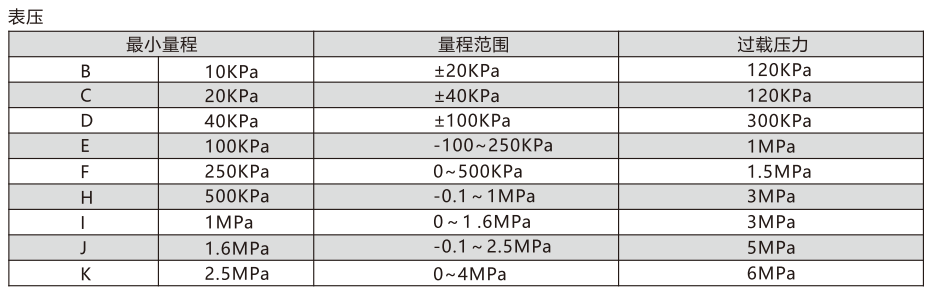 表压
最小量程 量程范围 过载压力
B 10KPa ±20KPa 120KPa
C 20KPa ±40KPa 120KPa
D 40KPa ±100KPa 300KPa
E 100KPa -100~250KPa 1MPa
F 250KPa 0~500KPa 1.5MPa
H 500KPa -0.1~1MPa 3MPa
I 1MPa 0~1.6MPa 3MPa
J 1.6MPa -0.1~2.5MPa 5MPa
K 2.5MPa 0~4MPa 6MPa